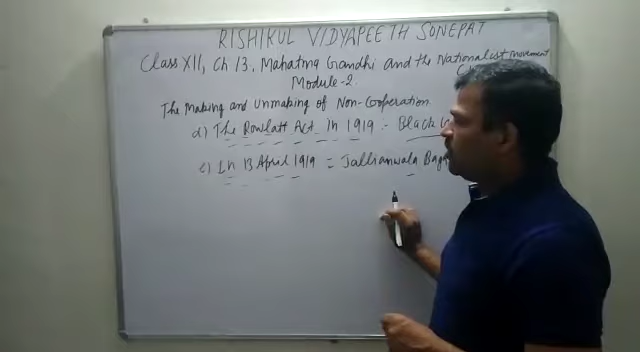 RISHIKUL VIDYAPEETH SONEPAT
Class XII, Ch 13, Mahatma Gandhi and the Nationalist movement
Module-2.
The Making and Unmaking of Non-Cooperation
d) The Rowlatt Act In 1919 - Black
e) In 13 April 1919 = Jallianwala Bagh